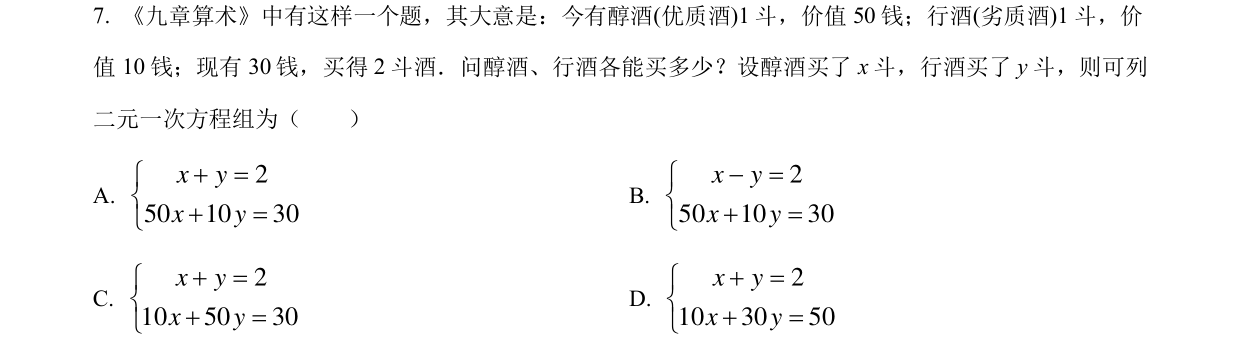 7. 《九章算术》中有这样一个题，其大意是：今有醇酒(优质酒)1 斗，价值 50 钱；行酒(劣质酒)1 斗，价
值 10 钱；现有 30 钱，买得 2 斗酒．问醇酒、行酒各能买多少？设醇酒买了 x 斗，行酒买了 y 斗，则可列
二元一次方程组为（　　）
A. { x + y = 2
50x + 10y = 30
B. { x − y = 2
50x + 10y = 30
C. { x + y = 2
10x + 50y = 30
D. { x + y = 2
10x + 30y = 50